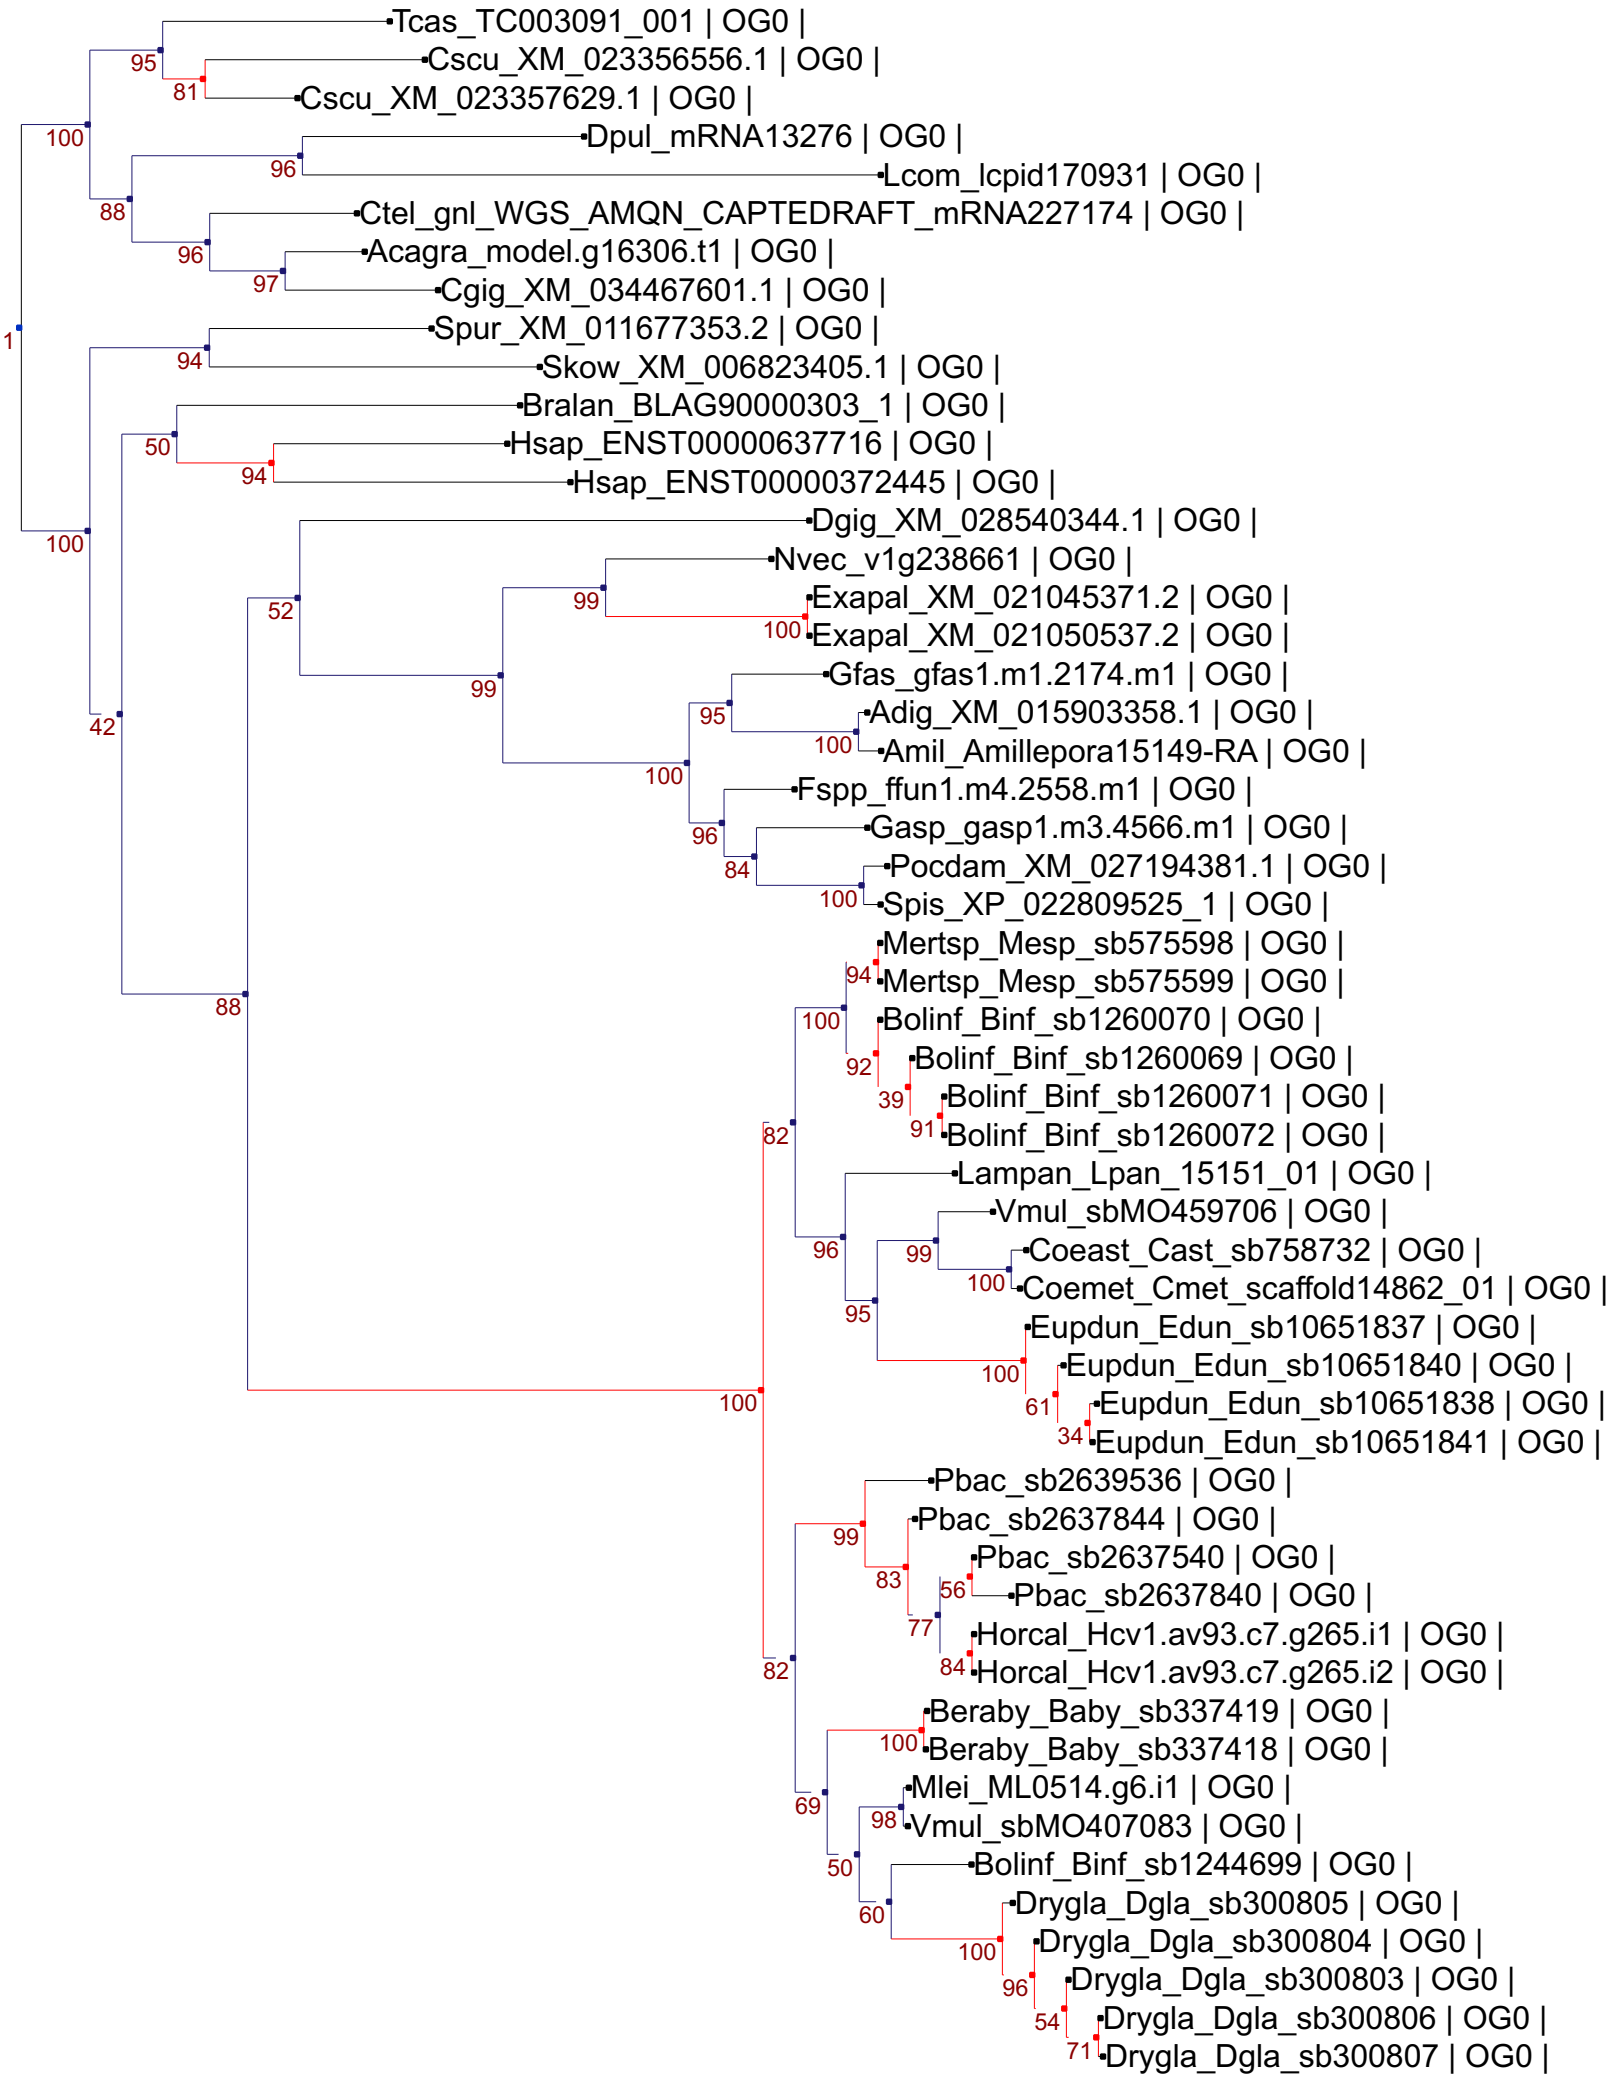 Tcas_TC003091_001 | OG0 |
95
Cscu_XM_023356556.1 | OG0 |
81
Cscu_XM_023357629.1 | OG0 |
100
Dpul_mRNA13276 | OG0 |
96
Lcom_lcpid170931 | OG0 |
88
Ctel_gnl_WGS_AMQN_CAPTEDRAFT_mRNA227174 | OG0 |
96
Acagra_model.g16306.t1 | OG0 |
97
Cgig_XM_034467601.1 | OG0 |
1
Spur_XM_011677353.2 | OG0 |
94
Skow_XM_006823405.1 | OG0 |
Bralan_BLAG90000303_1 | OG0 |
50
Hsap_ENST00000637716 | OG0 |
94
Hsap_ENST00000372445 | OG0 |
100
Dgig_XM_028540344.1 | OG0 |
Nvec_v1g238661 | OG0 |
52
99
Exapal_XM_021045371.2 | OG0 |
100
Exapal_XM_021050537.2 | OG0 |
Gfas_gfas1.m1.2174.m1 | OG0 |
99
95
Adig_XM_015903358.1 | OG0 |
42
100
Amil_Amillepora15149-RA | OG0 |
100
Fspp_ffun1.m4.2558.m1 | OG0 |
96
Gasp_gasp1.m3.4566.m1 | OG0 |
84
Pocdam_XM_027194381.1 | OG0 |
100
Spis_XP_022809525_1 | OG0 |
Mertsp_Mesp_sb575598 | OG0 |
94
Mertsp_Mesp_sb575599 | OG0 |
88
100
Bolinf_Binf_sb1260070 | OG0 |
92
Bolinf_Binf_sb1260069 | OG0 |
39
Bolinf_Binf_sb1260071 | OG0 |
91
Bolinf_Binf_sb1260072 | OG0 |
82
Lampan_Lpan_15151_01 | OG0 |
Vmul_sbMO459706 | OG0 |
96
99
Coeast_Cast_sb758732 | OG0 |
100
Coemet_Cmet_scaffold14862_01 | OG0 |
95
Eupdun_Edun_sb10651837 | OG0 |
100
Eupdun_Edun_sb10651840 | OG0 |
100
61
Eupdun_Edun_sb10651838 | OG0 |
34
Eupdun_Edun_sb10651841 | OG0 |
Pbac_sb2639536 | OG0 |
99
Pbac_sb2637844 | OG0 |
83
Pbac_sb2637540 | OG0 |
56
Pbac_sb2637840 | OG0 |
77
Horcal_Hcv1.av93.c7.g265.i1 | OG0 |
84
Horcal_Hcv1.av93.c7.g265.i2 | OG0 |
82
Beraby_Baby_sb337419 | OG0 |
100
Beraby_Baby_sb337418 | OG0 |
Mlei_ML0514.g6.i1 | OG0 |
69
98
Vmul_sbMO407083 | OG0 |
50
Bolinf_Binf_sb1244699 | OG0 |
60
Drygla_Dgla_sb300805 | OG0 |
100
Drygla_Dgla_sb300804 | OG0 |
96
Drygla_Dgla_sb300803 | OG0 |
54
Drygla_Dgla_sb300806 | OG0 |
71
Drygla_Dgla_sb300807 | OG0 |